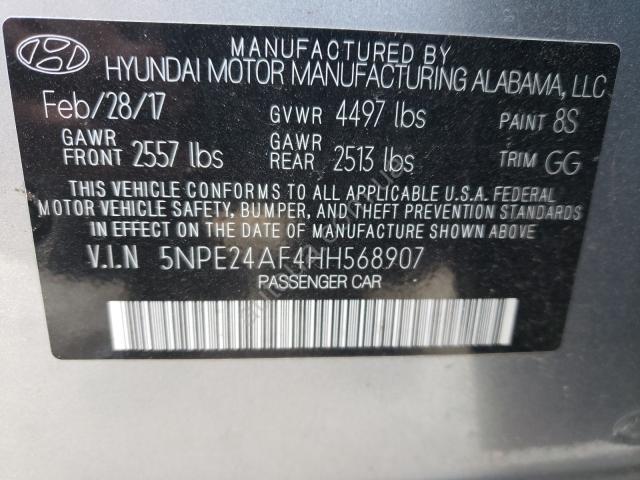 MANUFACTURED BY
HYUNDAI MOTOR MANUFACTURING ALABAMA, LLC
Feb/28/17 GVWR 4497 lbs PAINT 8S
GAWR FRONT 2557 lbs GAWR REAR 2513 lbs TRIM GG
THIS VEHICLE CONFORMS TO ALL APPLICABLE U.S.A. FEDERAL
MOTOR VEHICLE SAFETY, BUMPER, AND THEFT PREVENTION STANDARDS
IN EFFECT ON THE DATE OF MANUFACTURE SHOWN ABOVE.
V.I.N 5NPE24AF4HH568907
PASSENGER CAR